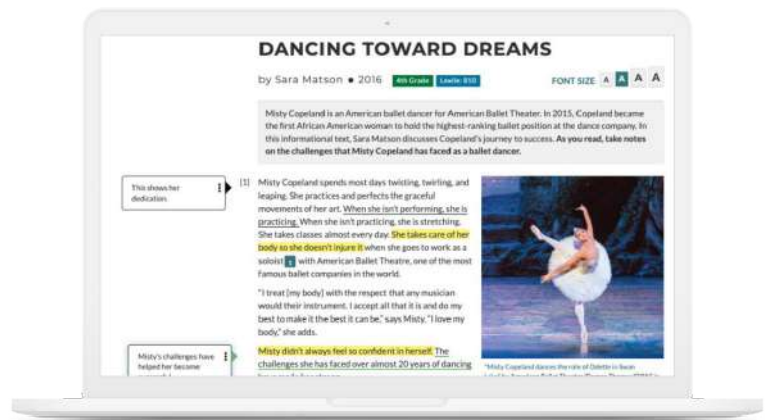 DANCING TOWARD DREAMS
by Sara Matson • 2016 4th Grade Lexile: 810
FONT SIZE A A A A
Misty Copeland is an American ballet dancer for American Ballet Theater. In 2015, Copeland became
the first African American woman to hold the highest-ranking ballet position at the dance company. In
this informational text, Sara Matson discusses Copeland's journey to success. As you read, take notes
on the challenges that Misty Copeland has faced as a ballet dancer.
This shows her
dedication.
[1] Misty Copeland spends most days twisting, twirling, and
leaping. She practices and perfects the graceful
movements of her art. When she isn't performing, she is
practicing. When she isn't practicing, she is stretching.
She takes classes almost every day. She takes care of her
body so she doesn't injure it when she goes to work as a
soloist 1 with American Ballet Theatre, one of the most
famous ballet companies in the world.
"I treat [my body] with the respect that any musician
would their instrument. I accept all that it is and do my
best to make it the best it can be," says Misty. "I love my
body," she adds.
Misty's challenges have
helped her become
Misty didn't always feel so confident in herself. The
challenges she has faced over almost 20 years of dancing
"Misty Copeland dances the role of Odette in Swan